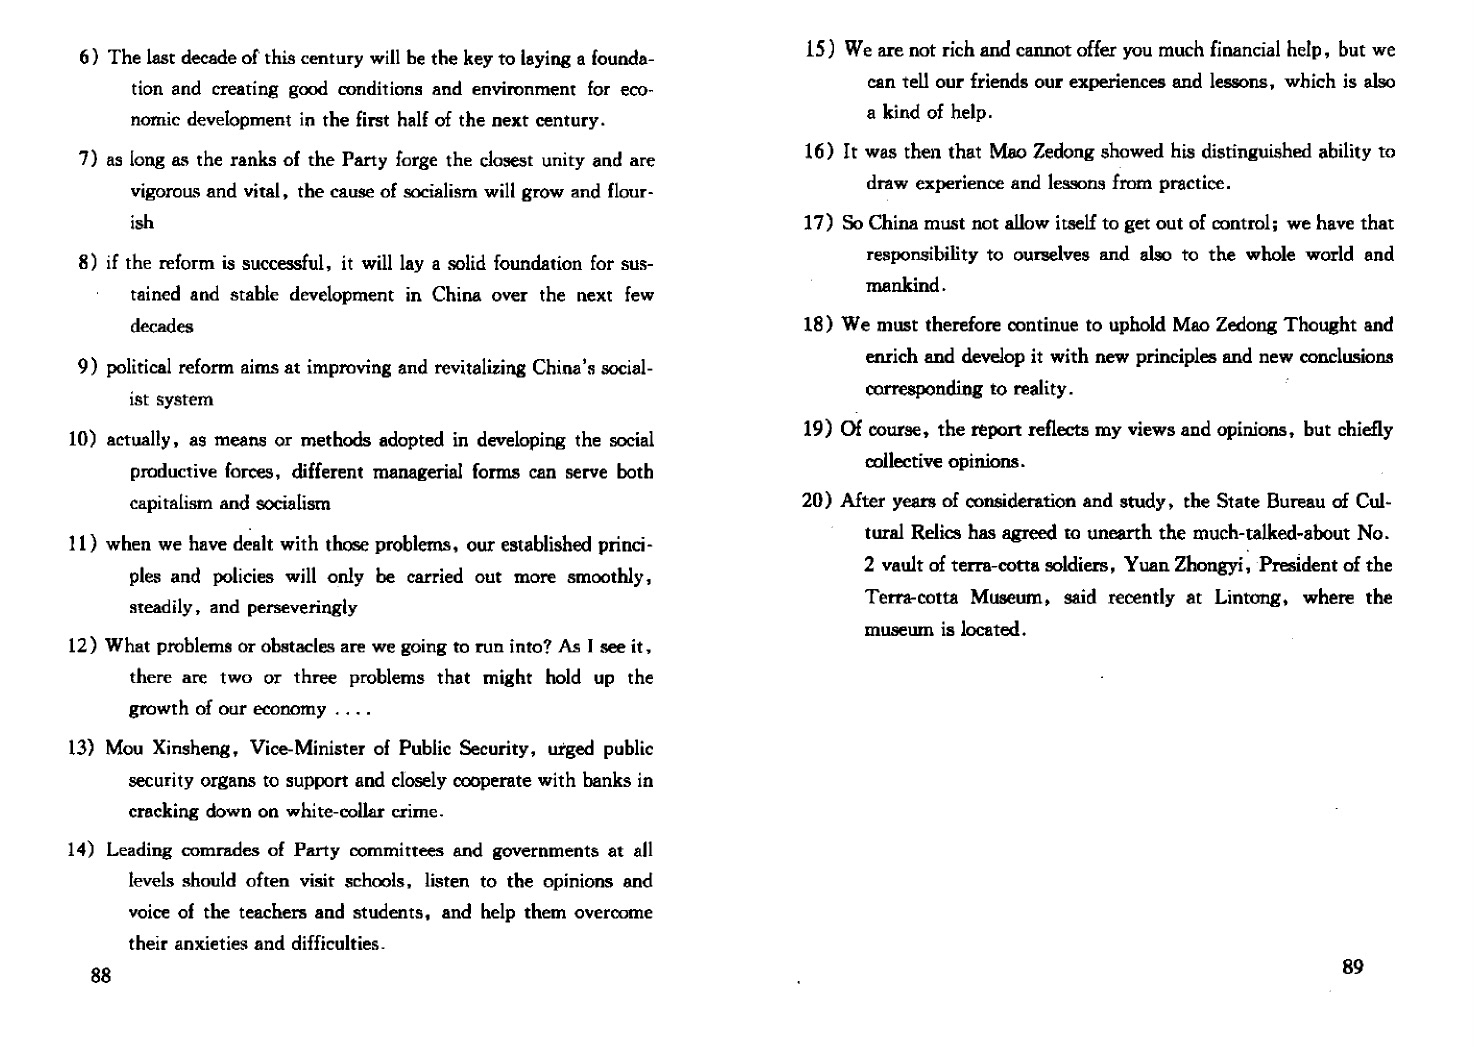 6) The last decade of this century will be the key to laying a founda-
tion and creating good conditions and environment for eco-
nomic development in the first half of the next century.
7) as long as the ranks of the Party forge the closest unity and are
vigorous and vital, the cause of socialism will grow and flour-
ish
8) if the reform is successful, it will lay a solid foundation for sus-
tained and stable development in China over the next few
decades
9) political reform aims at improving and revitalizing China's social-
ist system
10) actually, as means or methods adopted in developing the social
productive forces, different managerial forms can serve both
capitalism and socialism
11) when we have dealt with those problems, our established princi-
ples and policies will only be carried out more smoothly,
steadily, and perseveringly
12) What problems or obstacles are we going to run into? As I see it,
there are two or three problems that might hold up the
growth of our economy ....
13) Mou Xinsheng, Vice-Minister of Public Security, urged public
security organs to support and closely cooperate with banks in
cracking down on white-collar crime.
14) Leading comrades of Party committees and governments at all
levels should often visit schools, listen to the opinions and
voice of the teachers and students, and help them overcome
their anxieties and difficulties.
88
15) We are not rich and cannot offer you much financial help, but we
can tell our friends our experiences and lessons, which is also
a kind of help.
16) It was then that Mao Zedong showed his distinguished ability to
draw experience and lessons from practice.
17) So China must not allow itself to get out of control; we have that
responsibility to ourselves and also to the whole world and
mankind.
18) We must therefore continue to uphold Mao Zedong Thought and
enrich and develop it with new principles and new conclusions
corresponding to reality.
19) Of course, the report reflects my views and opinions, but chiefly
collective opinions.
20) After years of consideration and study, the State Bureau of Cul-
tural Relics has agreed to unearth the much-talked-about No.
2 vault of terra-cotta soldiers, Yuan Zhongyi, President of the
Terra-cotta Museum, said recently at Lintong, where the
museum is located.
89